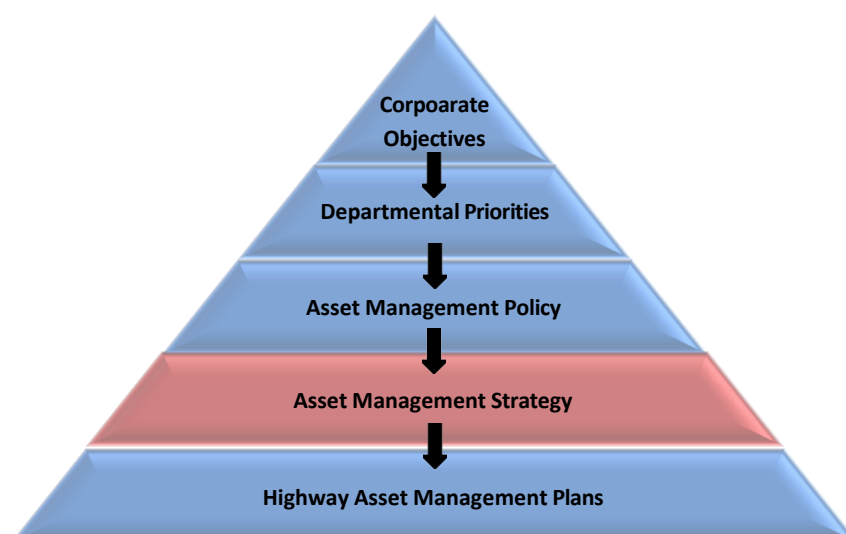 Corpoarate
Objectives
Departmental Priorities
Asset Management Policy
Asset Management Strategy
Highway Asset Management Plans